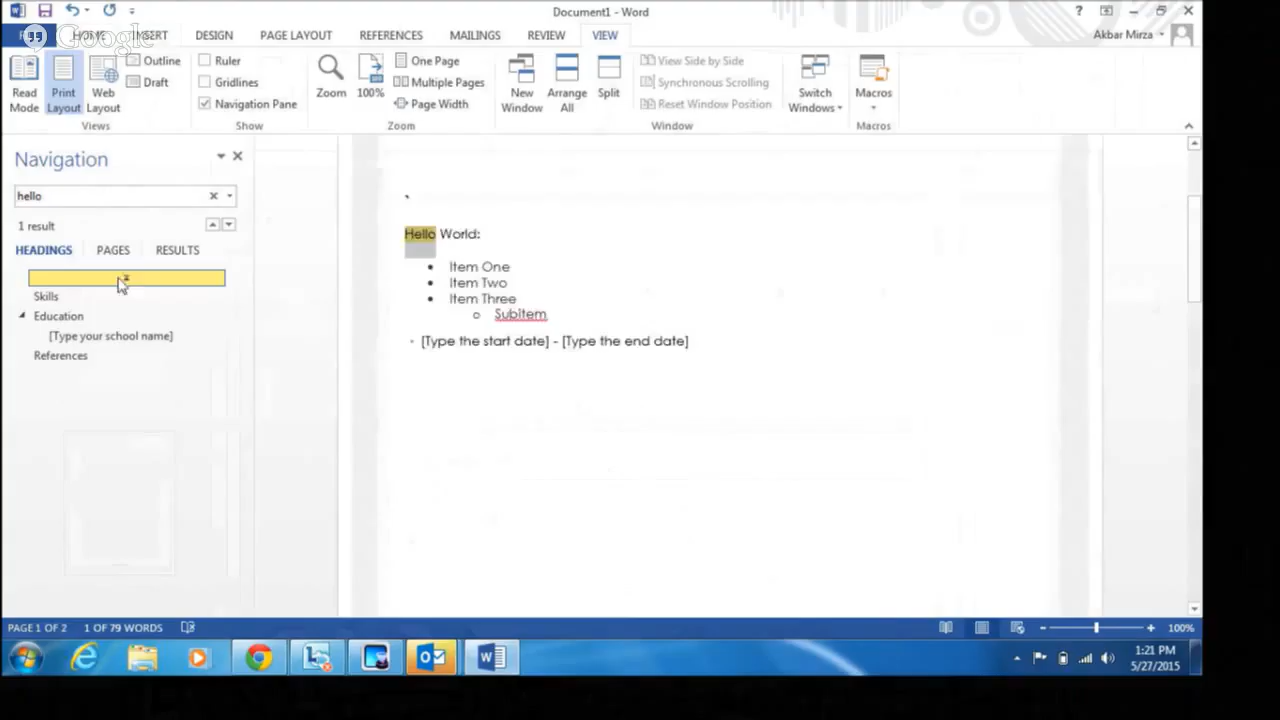 Document1 - Word
?
Google
HOME
INSERT
DESIGN
PAGE LAYOUT
REFERENCES
MAILINGS
REVIEW
VIEW
Akbar Mirza
Read Mode
Print Layout
Web Layout
Outline
Draft
Views
Ruler
Gridlines
Navigation Pane
Show
Zoom
100%
One Page
Multiple Pages
Page Width
Zoom
New Window
Arrange All
Split
View Side by Side
Synchronous Scrolling
Reset Window Position
Window
Switch Windows
Macros
Macros
Navigation
hello
1 result
HEADINGS
PAGES
RESULTS
Skills
Education
[Type your school name]
References
Hello World:
• Item One
• Item Two
• Item Three
o SubItem
• [Type the start date] - [Type the end date]
PAGE 1 OF 2
1 OF 79 WORDS
100%
1:21 PM
5/27/2015